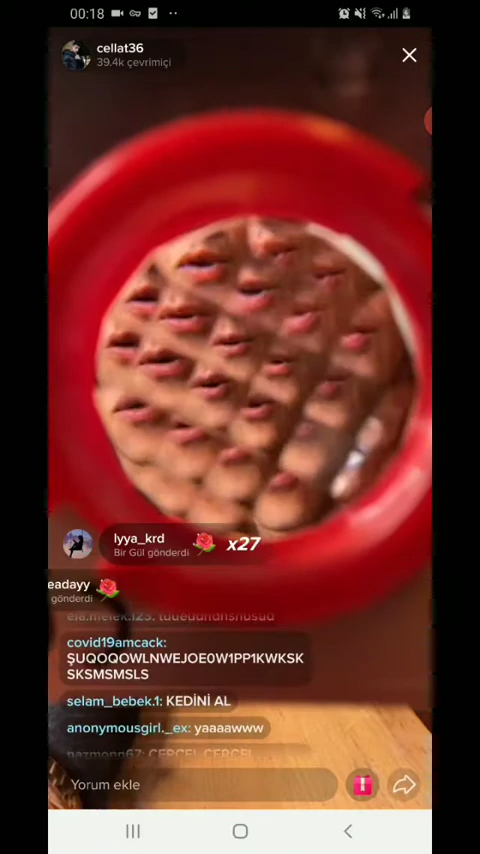 00:18
cellat36
39.4k çevrimiçi
lyya_krd
Bir Gül gönderdi
x27
eadayy
gönderdi
covid19amcack:
ŞUQOQOWLNWEJOE0W1PP1KWKSK
SKSMSMSLS
selam_bebek.1: KEDİNİ AL
anonymousgirl._ex: yaaaawww
Yorum ekle